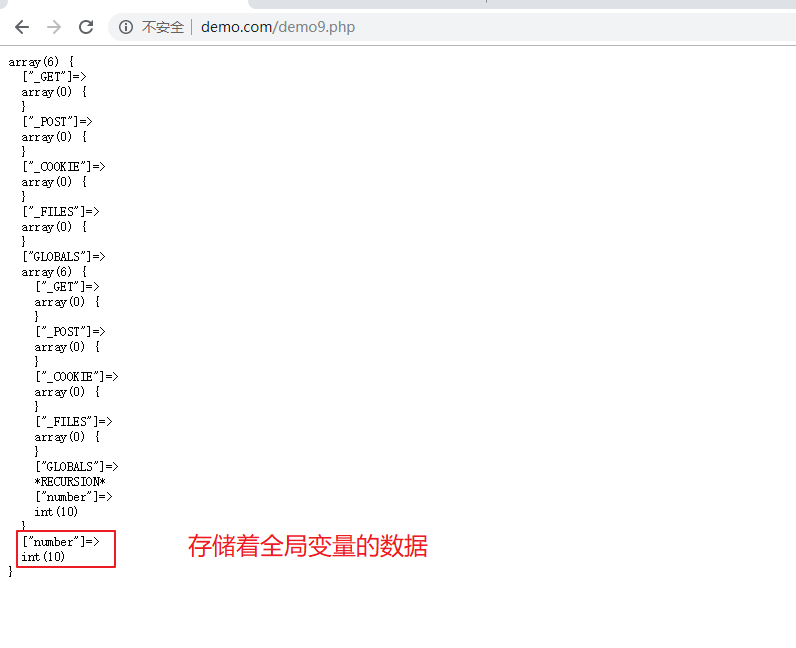 不安全 | demo.com/demo9.php
array(6) {
["_GET"]=>
array(0) {
}
["_POST"]=>
array(0) {
}
["_COOKIE"]=>
array(0) {
}
["_FILES"]=>
array(0) {
}
["GLOBALS"]=>
array(6) {
["_GET"]=>
array(0) {
}
["_POST"]=>
array(0) {
}
["_COOKIE"]=>
array(0) {
}
["_FILES"]=>
array(0) {
}
["GLOBALS"]=>
*RECURSION*
["number"]=>
int(10)
}
["number"]=>
int(10)
}
存储着全局变量的数据